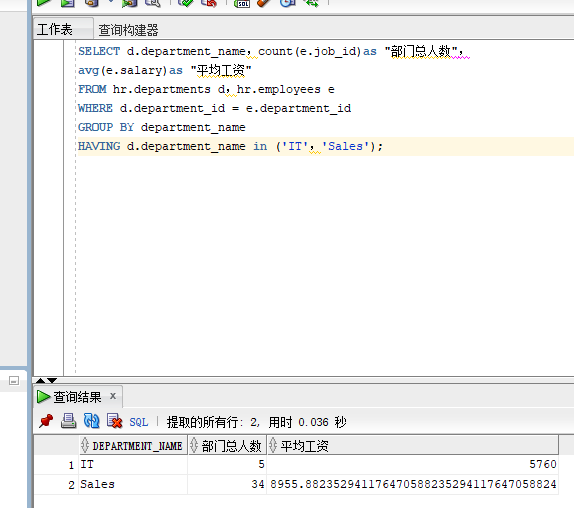 工作表 查询构建器
SELECT d.department_name，count(e.job_id)as "部门总人数"，
avg(e.salary)as "平均工资"
FROM hr.departments d，hr.employees e
WHERE d.department_id = e.department_id
GROUP BY department_name
HAVING d.department_name in ('IT'，'Sales');
查询结果 x
SQL | 提取的所有行: 2, 用时 0.036 秒
DEPARTMENT_NAME 部门总人数 平均工资
1 IT 5 5760
2 Sales 34 8955.882352941176470588235294117647058824